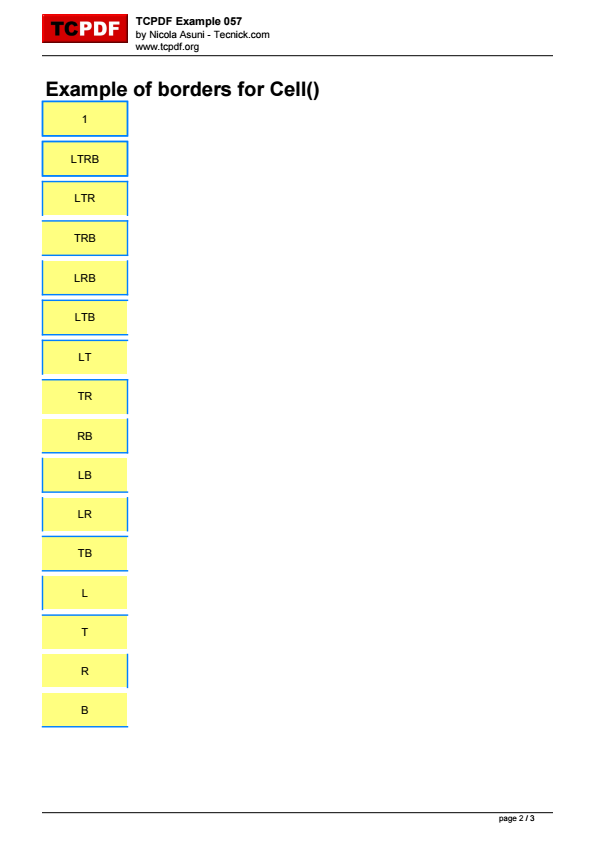 TCPDF
TCPDF Example 057
by Nicola Asuni - Tecnick.com
www.tcpdf.org
Example of borders for Cell()
1
LTRB
LTR
TRB
LRB
LTB
LT
TR
RB
LB
LR
TB
L
T
R
B
page 2 / 3